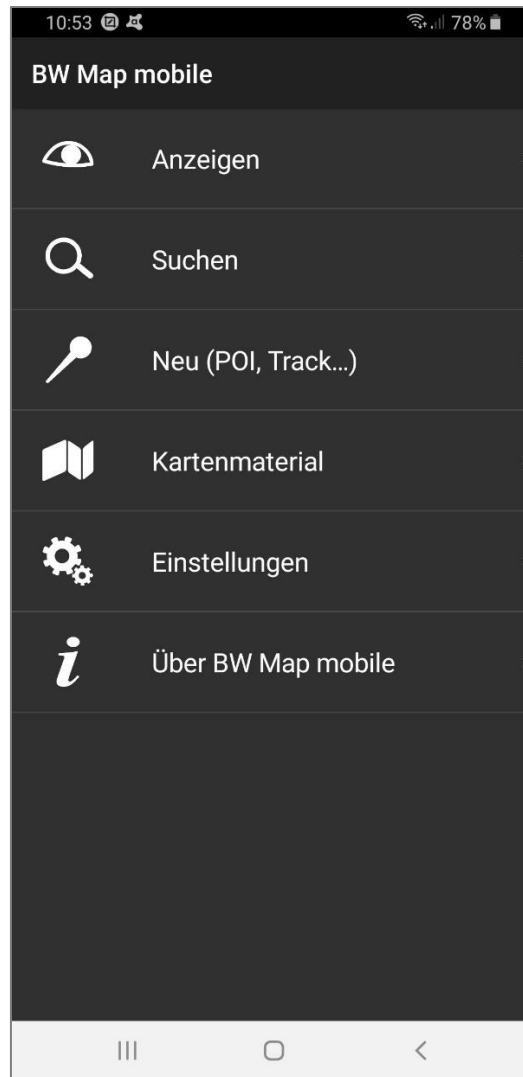 10:53 78%
BW Map mobile
Anzeigen
Suchen
Neu (POI, Track...)
Kartenmaterial
Einstellungen
Über BW Map mobile